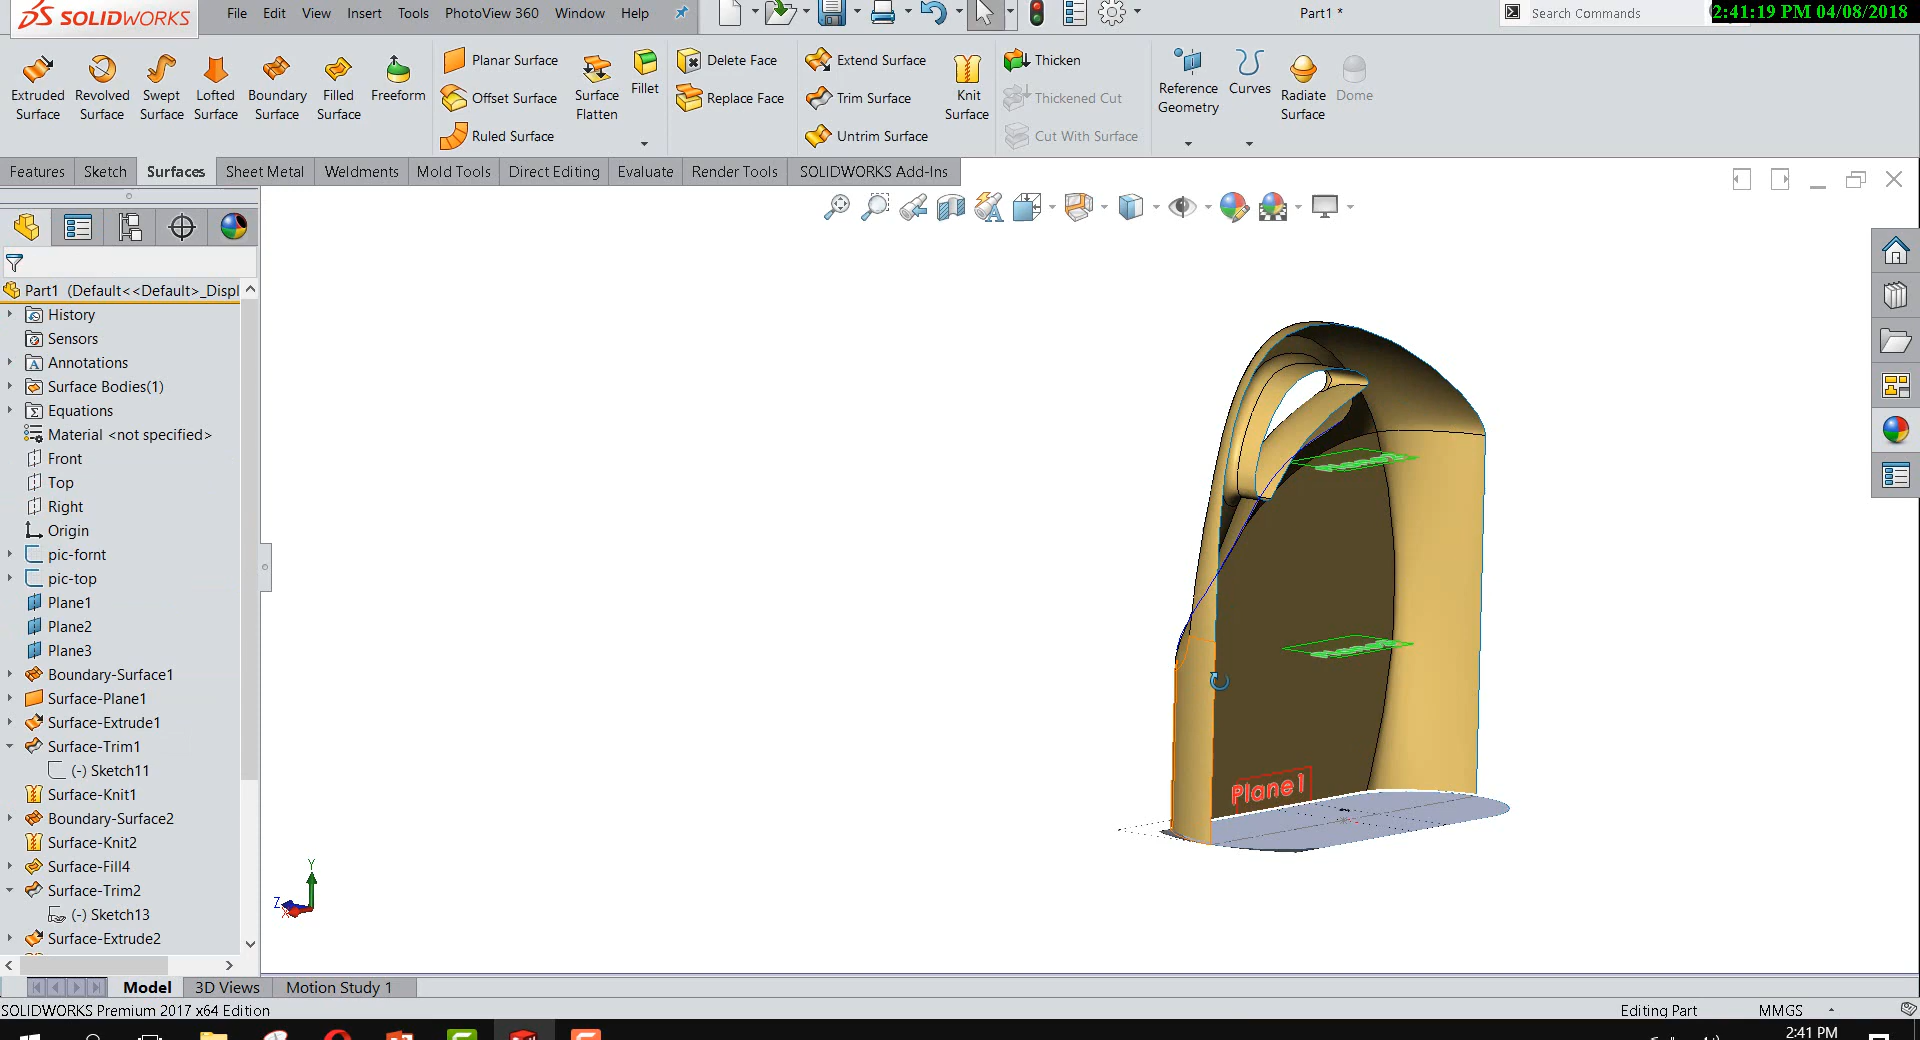 SOLIDWORKS
File Edit View Insert Tools PhotoView 360 Window Help
Part1 *
Search Commands
2:41:19 PM 04/08/2018
Extruded Surface
Revolved Surface
Swept Surface
Lofted Surface
Boundary Surface
Filled Surface
Freeform
Planar Surface
Offset Surface
Ruled Surface
Surface Flatten
Fillet
Delete Face
Replace Face
Extend Surface
Trim Surface
Untrim Surface
Knit Surface
Thicken
Thickened Cut
Cut With Surface
Reference Geometry
Curves
Radiate Surface
Dome
Features Sketch Surfaces Sheet Metal Weldments Mold Tools Direct Editing Evaluate Render Tools SOLIDWORKS Add-Ins
Part1 (Default<<Default>_Displ
History
Sensors
Annotations
Surface Bodies(1)
Equations
Material <not specified>
Front
Top
Right
Origin
pic-fornt
pic-top
Plane1
Plane2
Plane3
Boundary-Surface1
Surface-Plane1
Surface-Extrude1
Surface-Trim1
(-) Sketch11
Surface-Knit1
Boundary-Surface2
Surface-Knit2
Surface-Fill4
Surface-Trim2
(-) Sketch13
Surface-Extrude2
Plane1
Y
Z
X
Model 3D Views Motion Study 1
SOLIDWORKS Premium 2017 x64 Edition
Editing Part
MMGS
2:41 PM